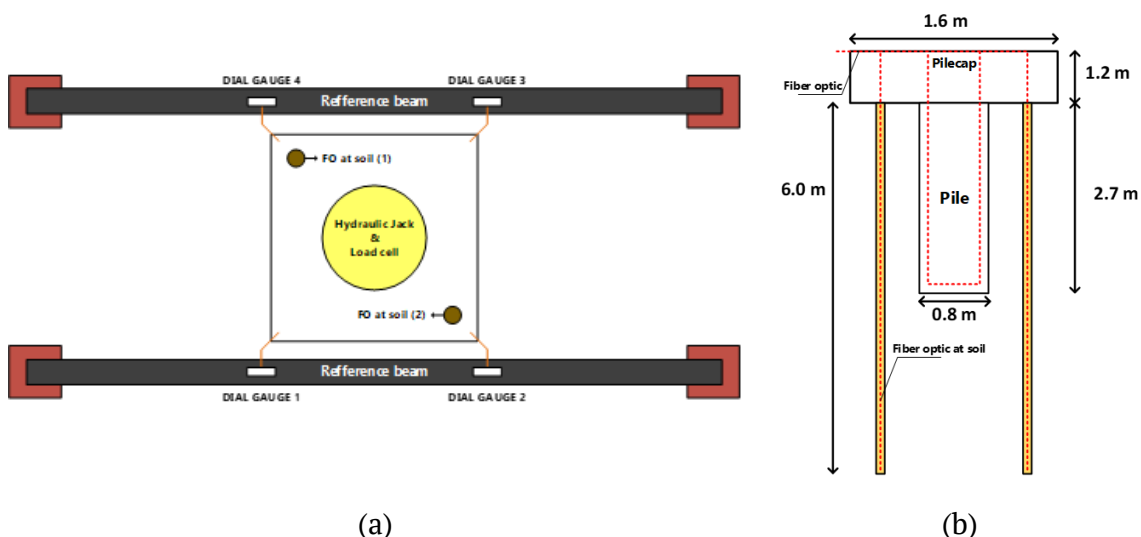 DIAL GAUGE 4
DIAL GAUGE 3
Refference beam
FO at soil (1)
Hydraulic Jack
&
Load cell
FO at soil (2)
Refference beam
DIAL GAUGE 1
DIAL GAUGE 2
(a)
1.6 m
Pilecap
1.2 m
Fiber optic
6.0 m
2.7 m
Pile
0.8 m
Fiber optic at soil
(b)